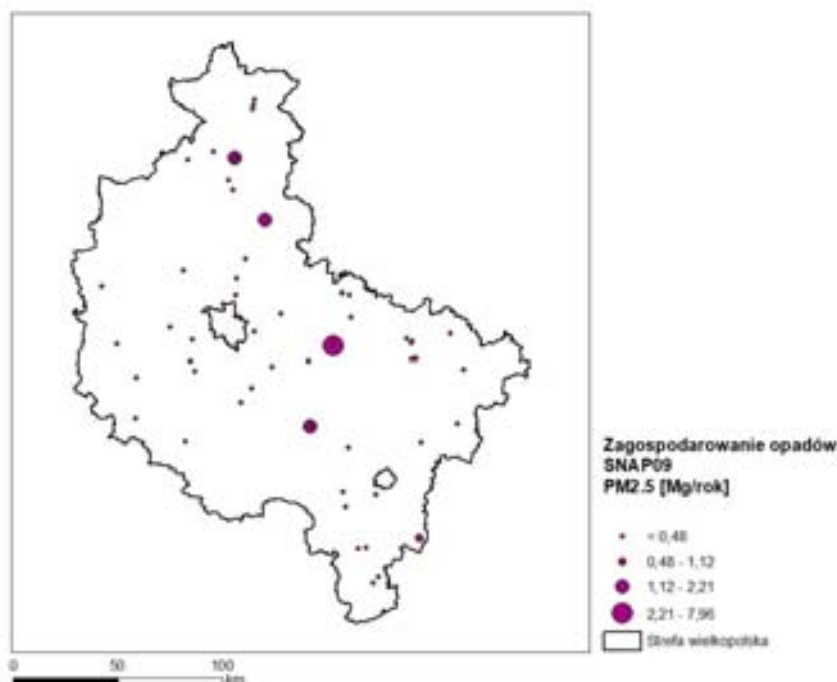 Zagospodarowanie opadów
SNAP09
PM2.5 [Mg/rok]
< 0,48
0,48 - 1,12
1,12 - 2,21
2,21 - 7,96
Strefa wielkopolska
0 50 100
km